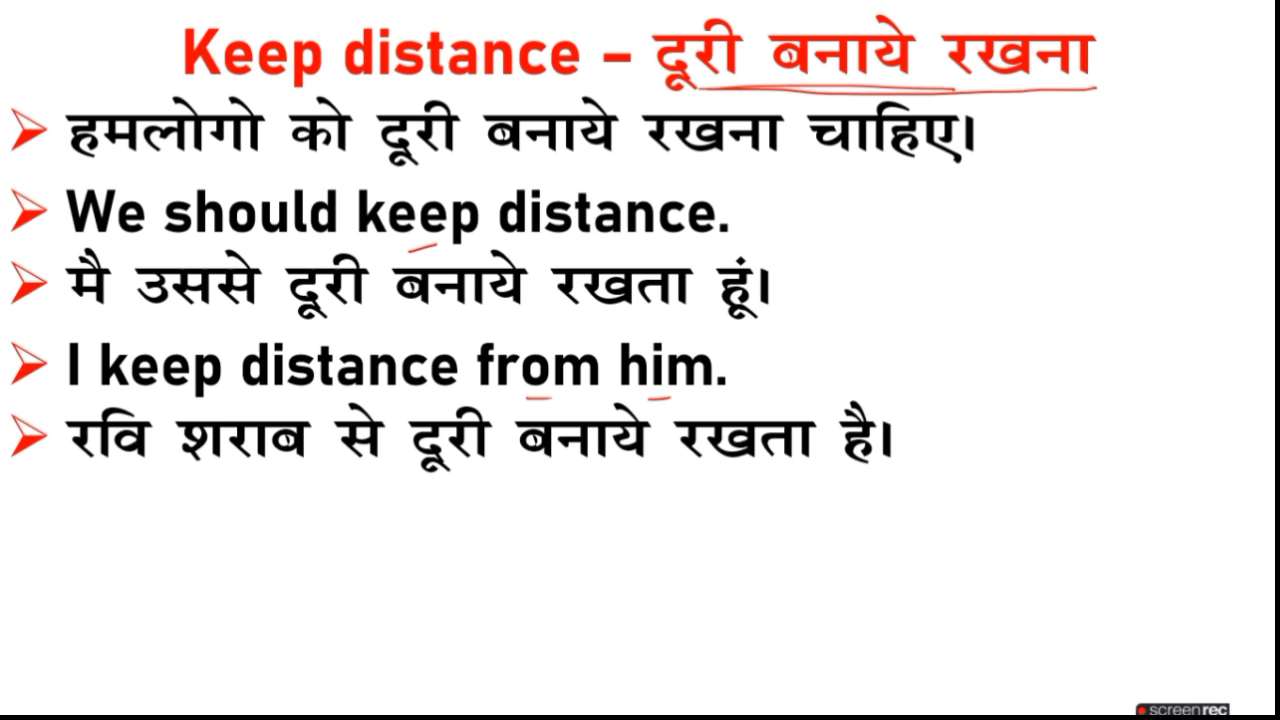 Keep distance – दूरी बनाये रखना
हमलोगो को दूरी बनाये रखना चाहिए।
We should keep distance.
मै उससे दूरी बनाये रखता हूं।
I keep distance from him.
रवि शराब से दूरी बनाये रखता है।
screenrec